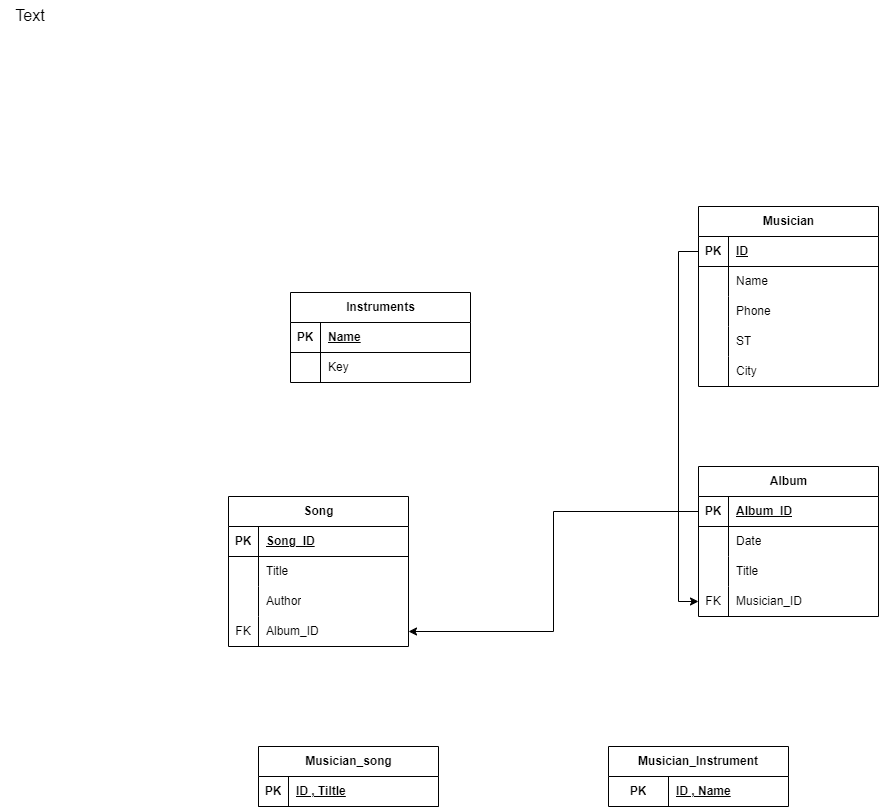 Text
Musician
PK ID
Name
Phone
ST
City
Instruments
PK Name
Key
Album
PK Album_ID
Date
Title
FK Musician_ID
Song
PK Song_ID
Title
Author
FK Album_ID
Musician_song
PK ID , Tiltle
Musician_Instrument
PK ID , Name